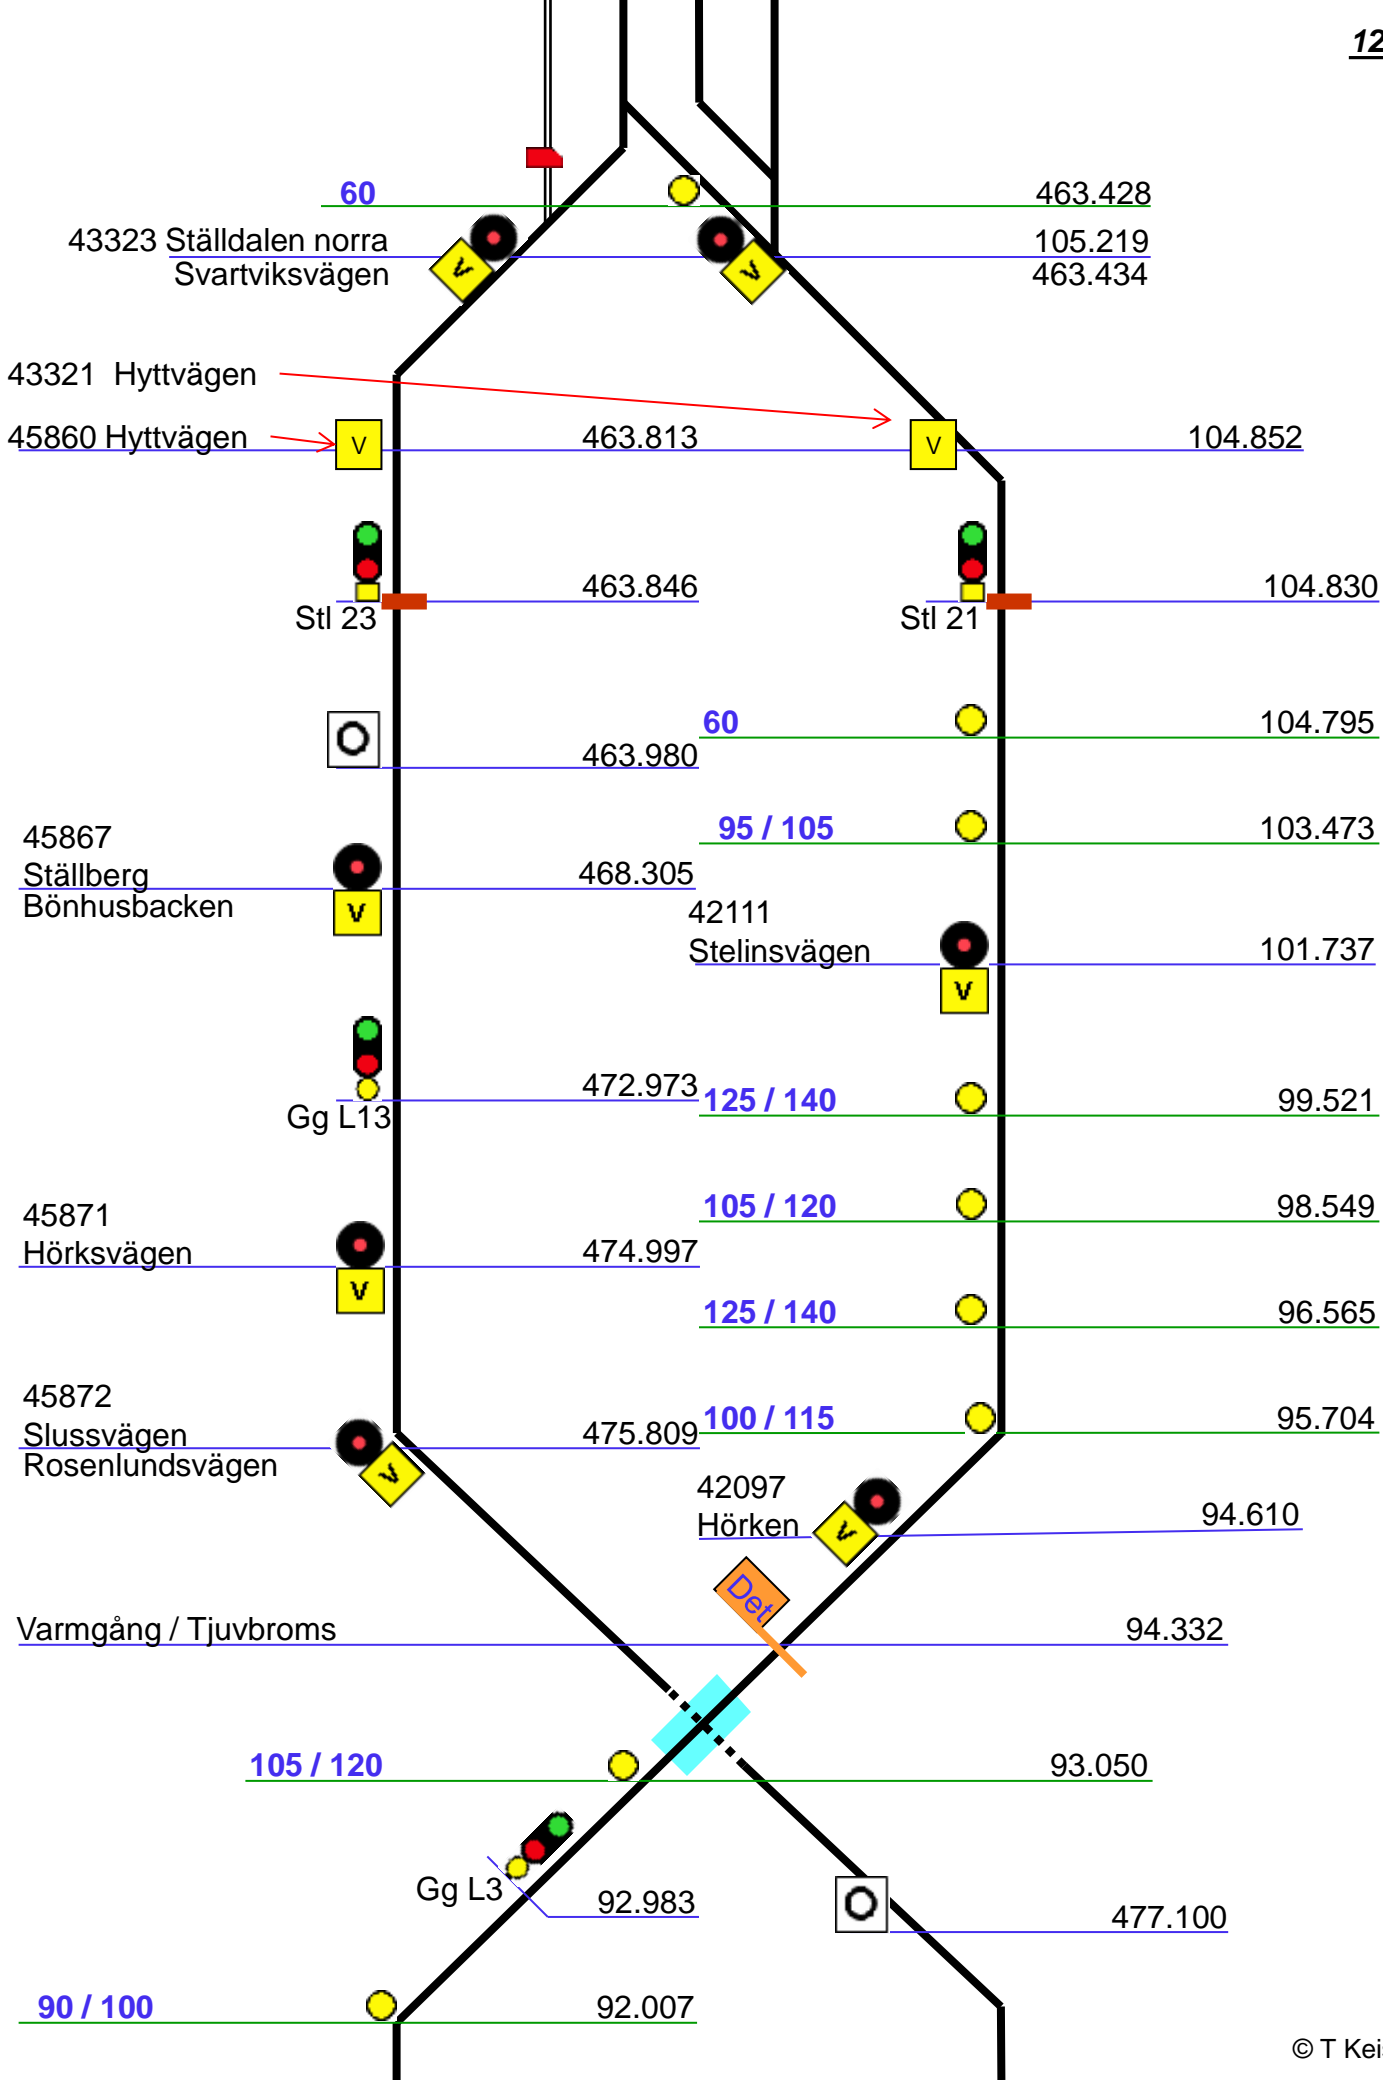 12
60
463.428
43323 Ställdalen norra
105.219
Svartviksvägen
463.434
43321 Hyttvägen
45860 Hyttvägen
V
463.813
V
104.852
V
V
463.846
104.830
Stl 23
Stl 21
60
104.795
463.980
95 / 105
103.473
45867
Ställberg
468.305
Bönhusbacken
V
42111
Stelinsvägen
101.737
V
472.973
125 / 140
99.521
Gg L13
105 / 120
98.549
45871
Hörksvägen
474.997
V
125 / 140
96.565
45872
Slussvägen
475.809
100 / 115
95.704
Rosenlundsvägen
V
42097
Hörken
V
94.610
Det
Varmgång / Tjuvbroms
94.332
105 / 120
93.050
Gg L3
92.983
477.100
90 / 100
92.007
© T Kei